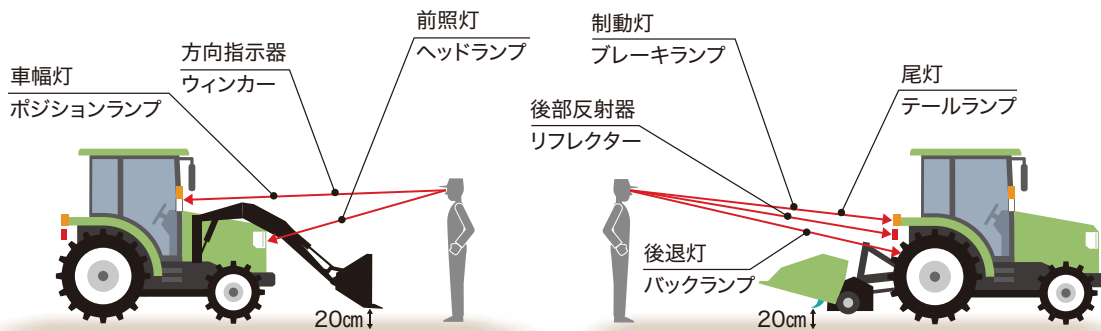 車幅灯
ポジションランプ
方向指示器
ウィンカー
前照灯
ヘッドランプ
20㎝
制動灯
ブレーキランプ
後部反射器
リフレクター
尾灯
テールランプ
後退灯
バックランプ
20㎝